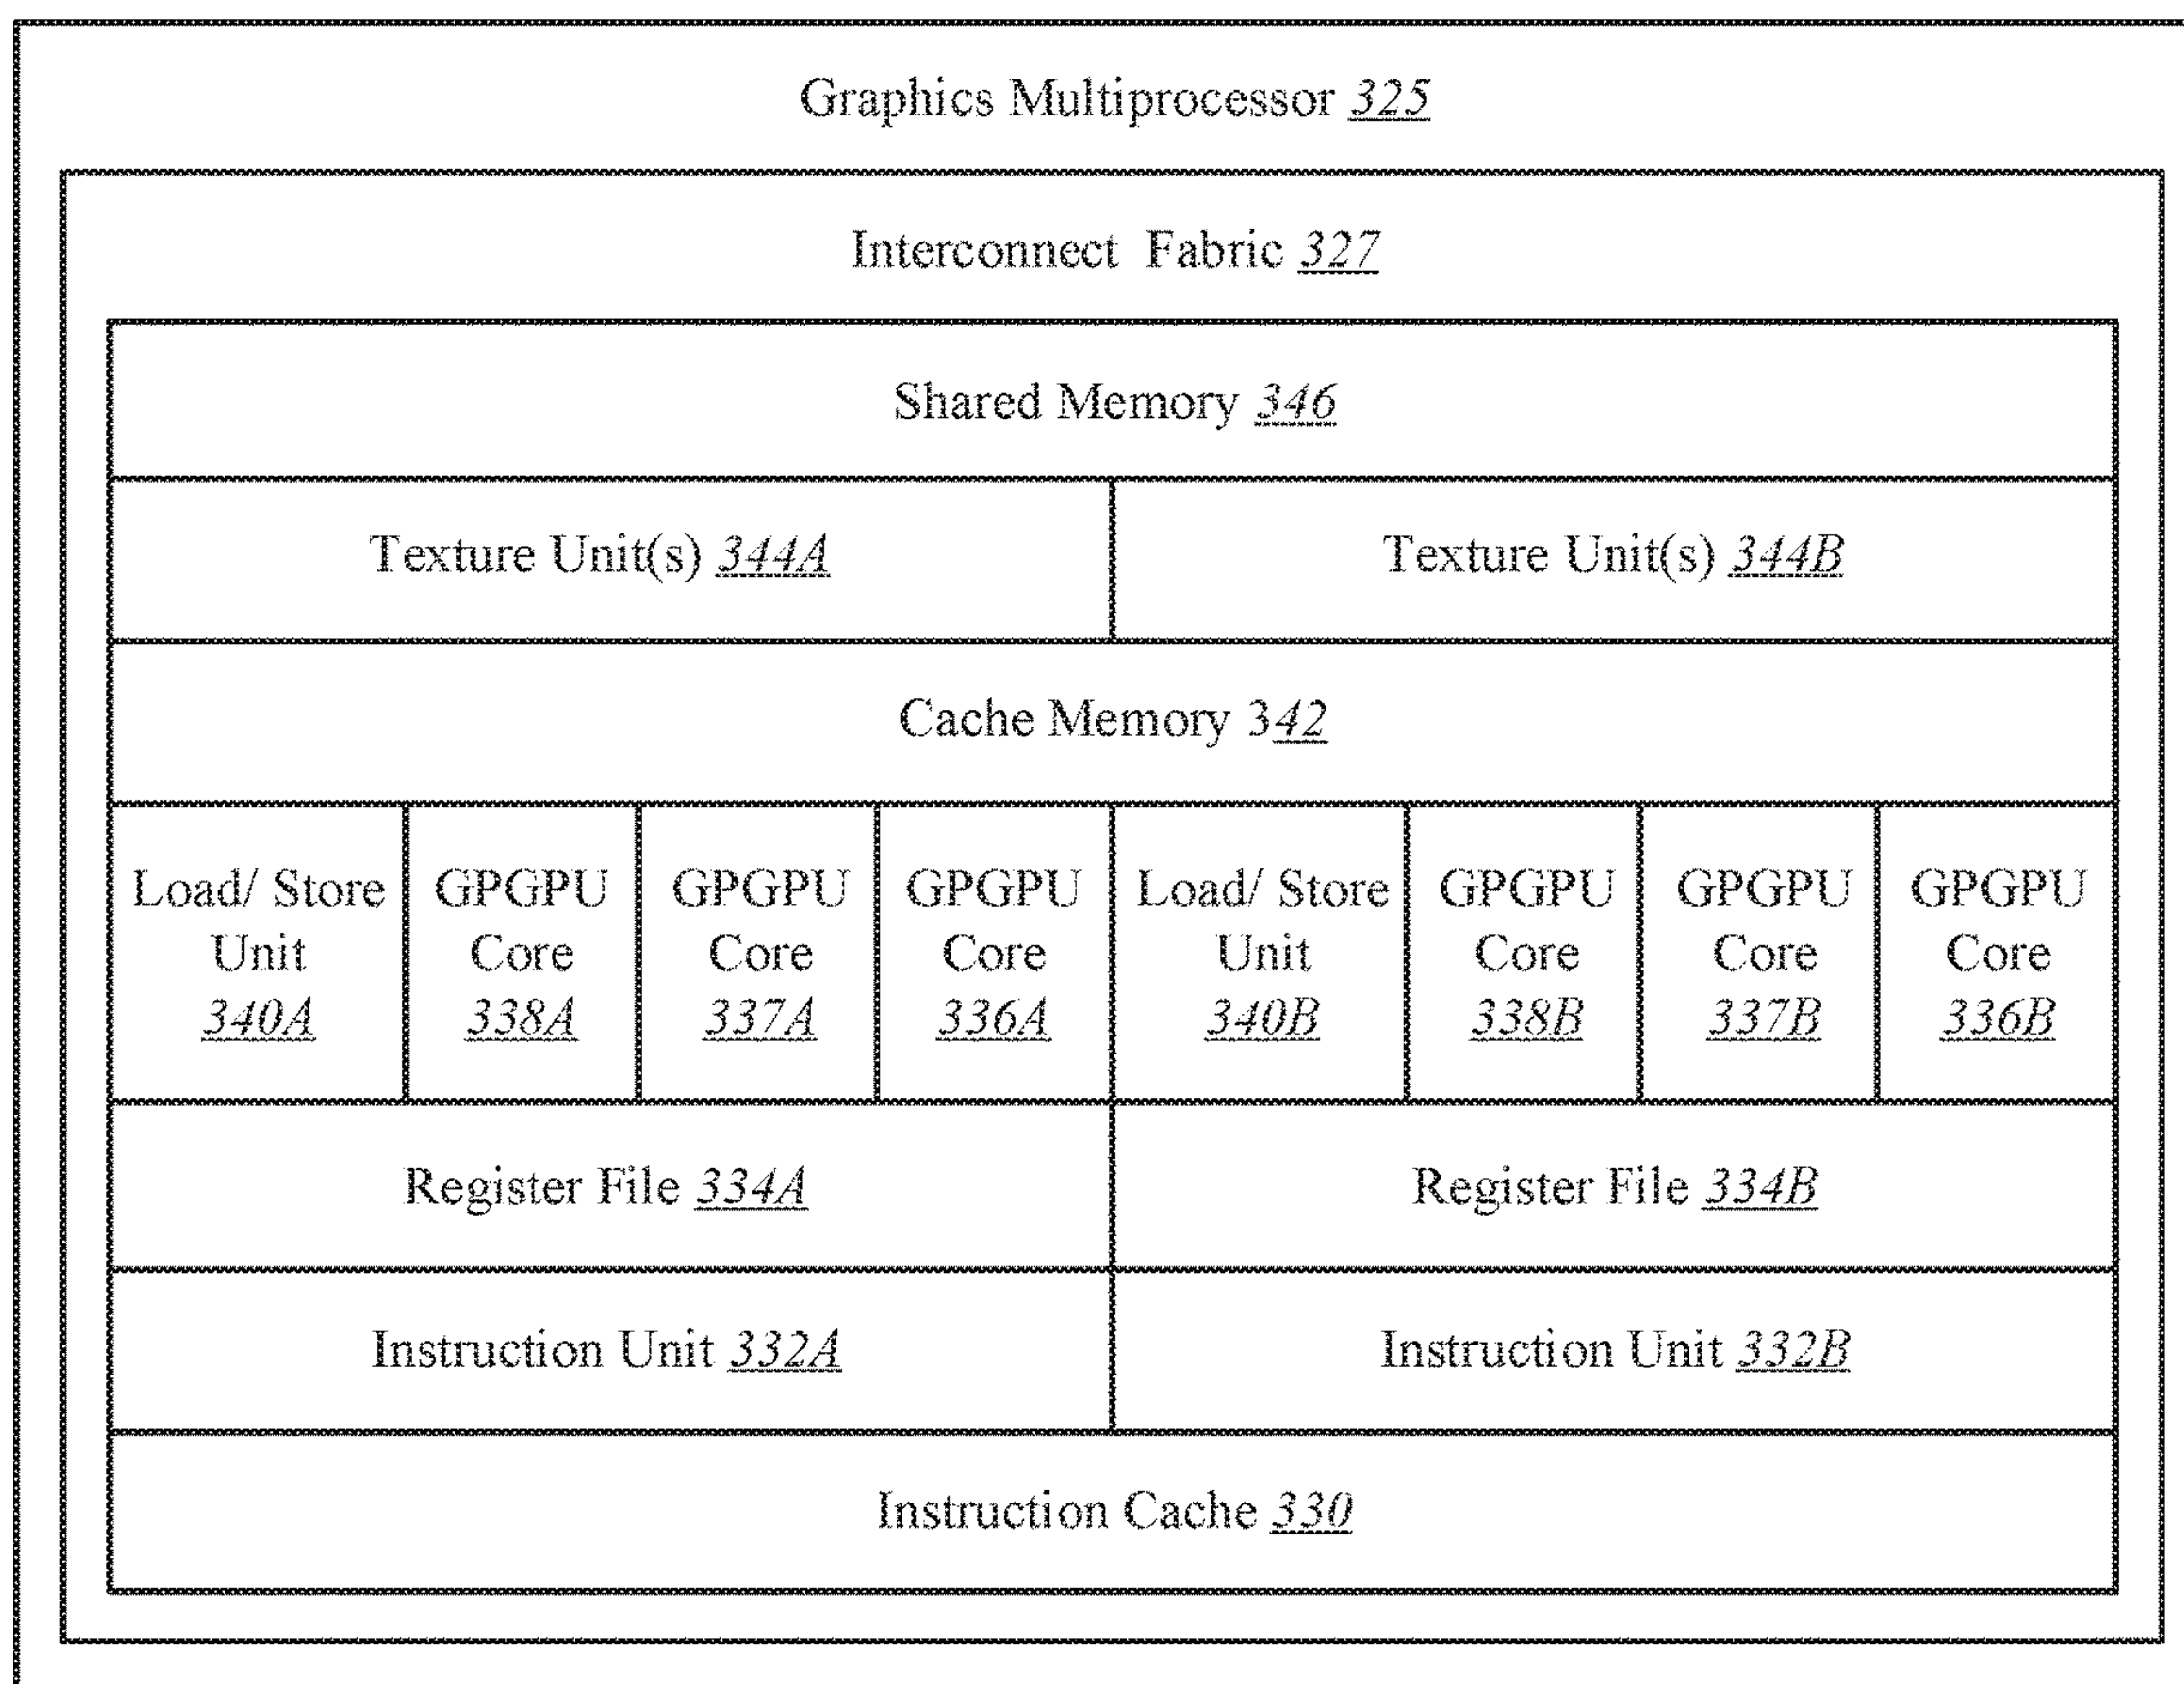 Graphics Multiprocessor 325
Interconnect Fabric 327
Shared Memory 346
Texture Unit(s) 344A
Texture Unit(s) 344B
Cache Memory 342
Load/ Store
Unit
340A
GPGPU
Core
338A
GPGPU
Core
337A
GPGPU
Core
336A
Load/ Store
Unit
340B
GPGPU
Core
338B
GPGPU
Core
337B
GPGPU
Core
336B
Register File 334A
Register File 334B
Instruction Unit 332A
Instruction Unit 332B
Instruction Cache 330